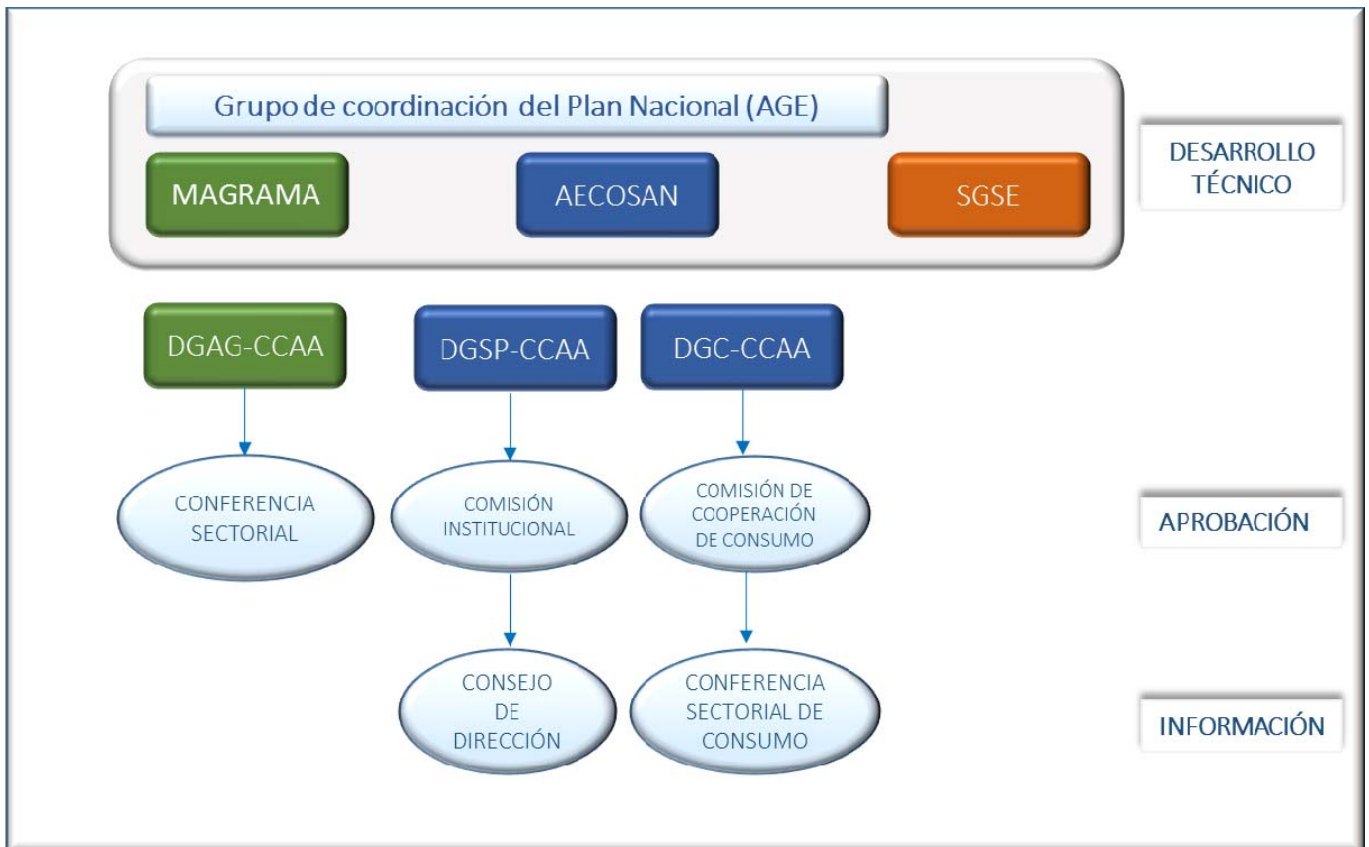 Grupo de coordinación del Plan Nacional (AGE)
MAGRAMA
AECOSAN
SGSE
DESARROLLO
TÉCNICO
DGAG-CCAA
DGSP-CCAA
DGC-CCAA
CONFERENCIA
SECTORIAL
COMISIÓN
INSTITUCIONAL
COMISIÓN DE
COOPERACIÓN
DE CONSUMO
APROBACIÓN
CONSEJO
DE
DIRECCIÓN
CONFERENCIA
SECTORIAL DE
CONSUMO
INFORMACIÓN